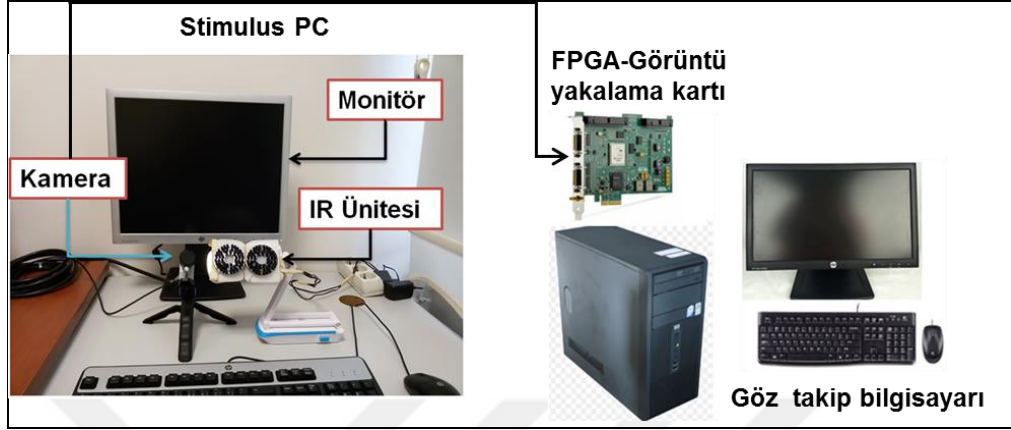 Stimulus PC
FPGA-Görüntü
yakalama kartı
Monitör
Kamera
IR Ünitesi
Göz takip bilgisayarı